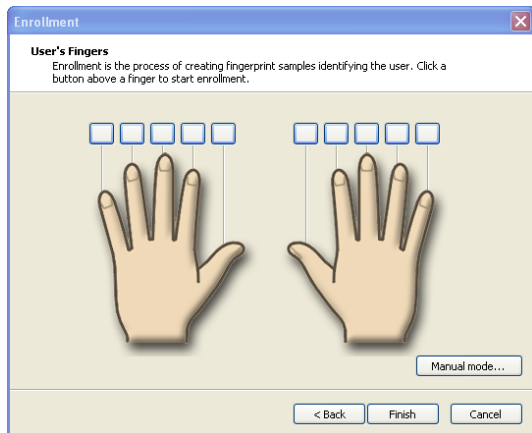 Enrollment
User's Fingers
Enrollment is the process of creating fingerprint samples identifying the user. Click a
button above a finger to start enrollment.
Manual mode...
< Back Finish Cancel